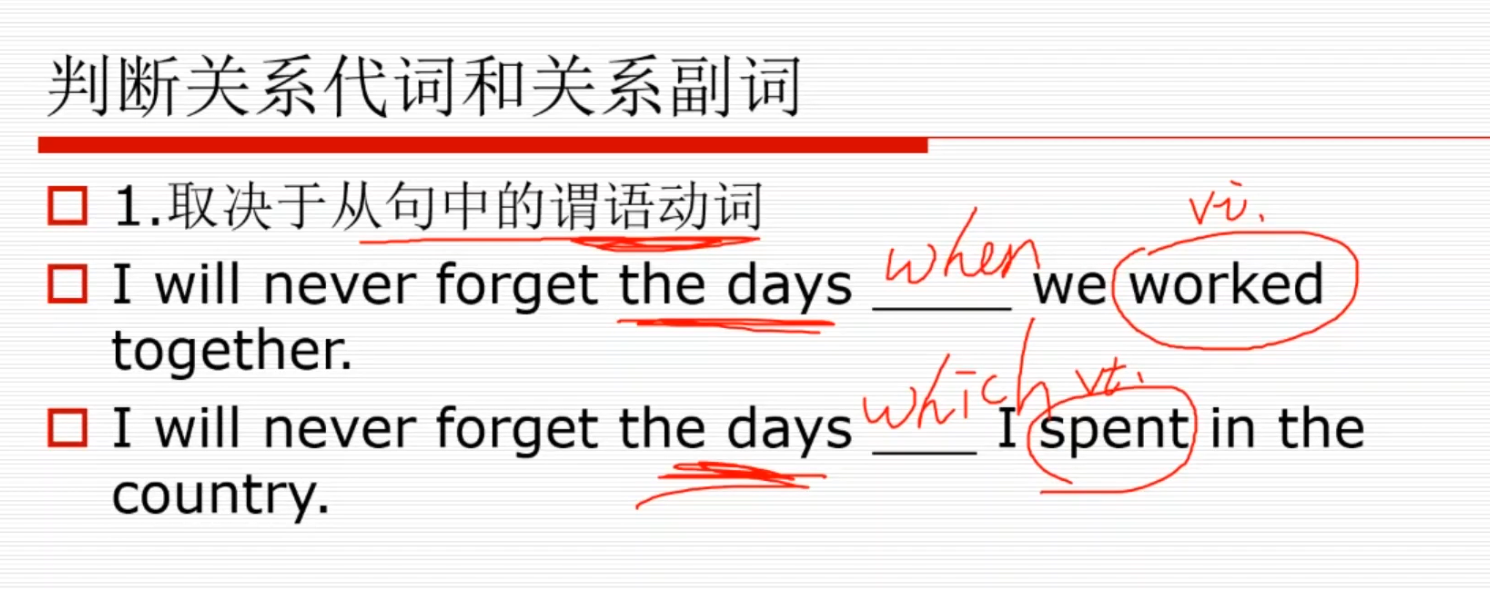 判断关系代词和关系副词
1.取决于从句中的谓语动词
vi.
I will never forget the days when we worked
together.
vt.
I will never forget the days which I spent in the
country.